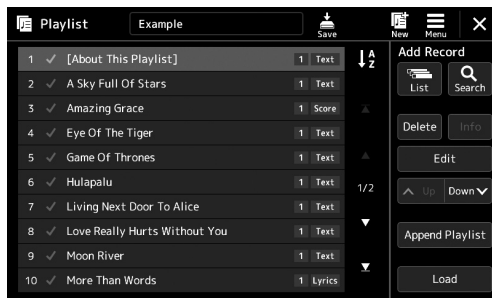 Playlist Example Save New Menu
1 [About This Playlist] 1 Text
2 A Sky Full Of Stars 1 Text
3 Amazing Grace 1 Score
4 Eye Of The Tiger 1 Text
5 Game Of Thrones 1 Text
6 Hulapalu 1 Text
7 Living Next Door To Alice 1 Text
8 Love Really Hurts Without You 1 Text
9 Moon River 1 Text
10 More Than Words 1 Lyrics
A
Z
1/2
Add Record
List Search
Delete Info
Edit
Up Down
Append Playlist
Load